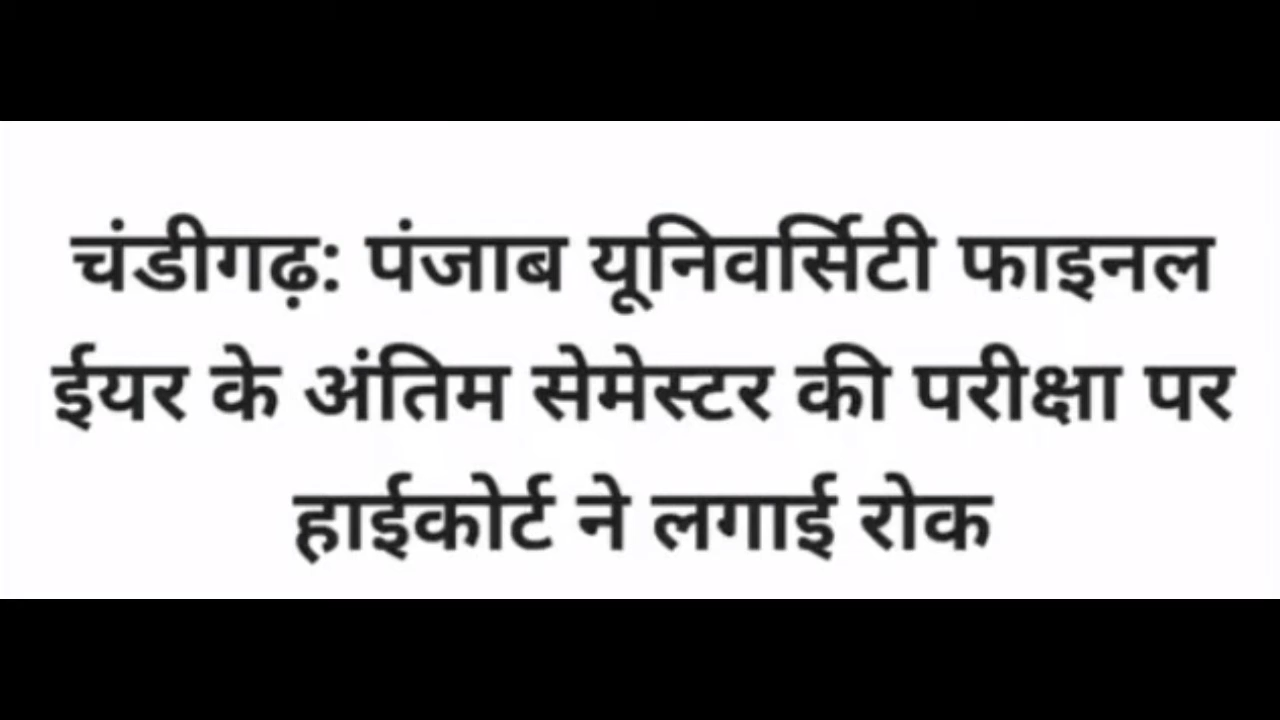 चंडीगढ़: पंजाब यूनिवर्सिटी फाइनल
ईयर के अंतिम सेमेस्टर की परीक्षा पर
हाईकोर्ट ने लगाई रोक